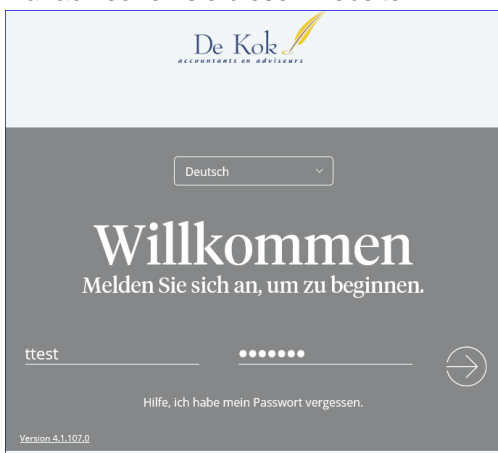 De Kok
accountants en adviseurs
Deutsch
Willkommen
Melden Sie sich an, um zu beginnen.
ttest
Hilfe, ich habe mein Passwort vergessen.
Version 4.1.107.0